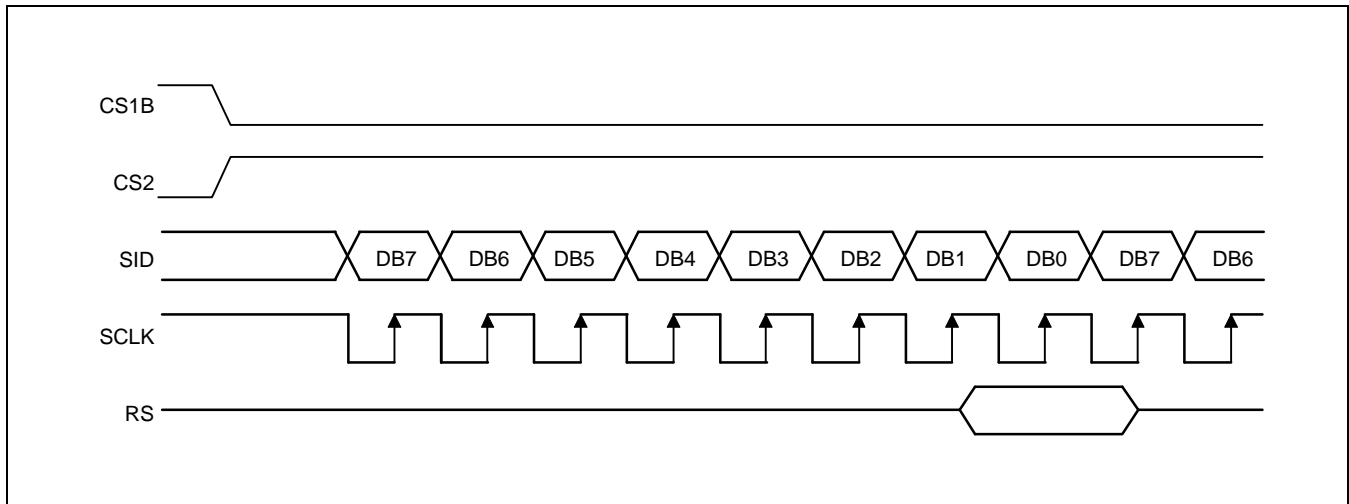 CS1B
CS2
SID DB7 DB6 DB5 DB4 DB3 DB2 DB1 DB0 DB7 DB6
SCLK
RS